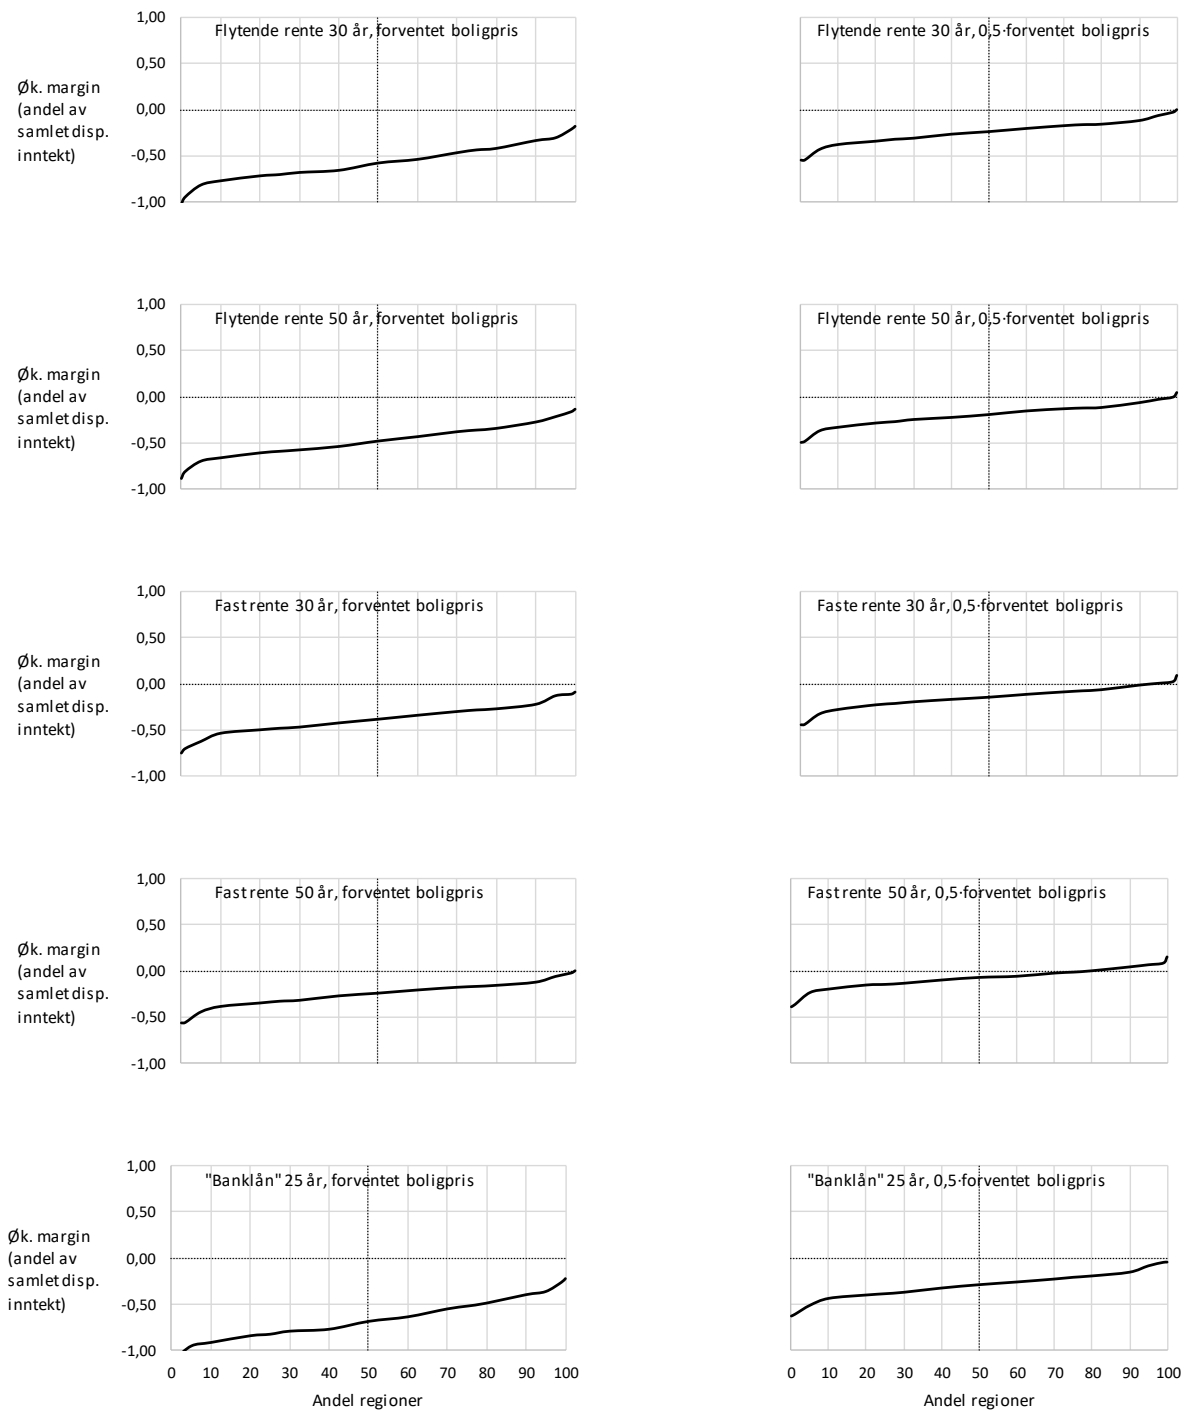 1,00
Flytende rente 30 år, forventet boligpris
0,50
Øk. margin
(andel av
samlet disp.
inntekt)
0,00
-0,50
-1,00
Flytende rente 30 år, 0,5·forventet boligpris
1,00
Flytende rente 50 år, forventet boligpris
0,50
Øk. margin
(andel av
samlet disp.
inntekt)
0,00
-0,50
-1,00
Flytende rente 50 år, 0,5·forventet boligpris
1,00
Fast rente 30 år, forventet boligpris
0,50
Øk. margin
(andel av
samlet disp.
inntekt)
0,00
-0,50
-1,00
Faste rente 30 år, 0,5·forventet boligpris
1,00
Fast rente 50 år, forventet boligpris
0,50
Øk. margin
(andel av
samlet disp.
inntekt)
0,00
-0,50
-1,00
Fast rente 50 år, 0,5·forventet boligpris
1,00
"Banklån" 25 år, forventet boligpris
0,50
Øk. margin
(andel av
samlet disp.
inntekt)
0,00
-0,50
-1,00
0 10 20 30 40 50 60 70 80 90 100
Andel regioner
"Banklån" 25 år, 0,5·forventet boligpris
0 10 20 30 40 50 60 70 80 90 100
Andel regioner